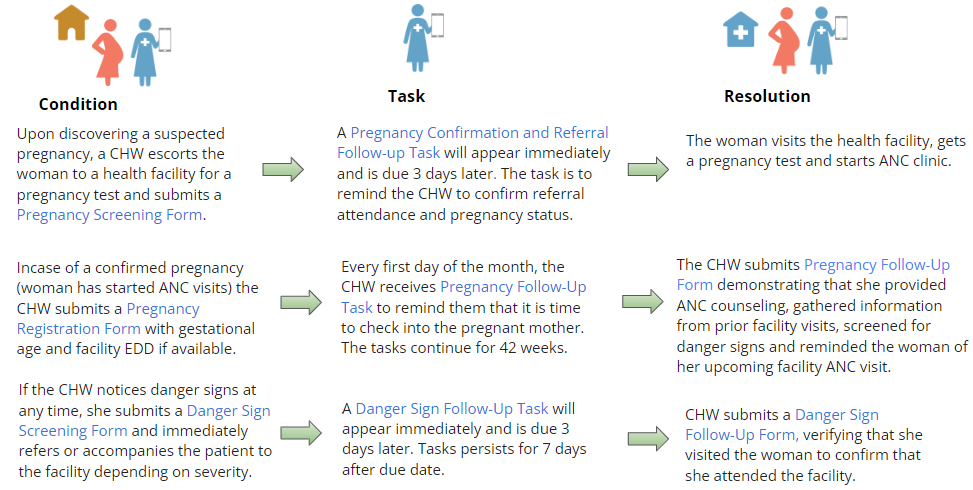 Condition
Task
Resolution
Upon discovering a suspected
pregnancy, a CHW escorts the
woman to a health facility for a
pregnancy test and submits a
Pregnancy Screening Form.
A Pregnancy Confirmation and Referral
Follow-up Task will appear immediately
and is due 3 days later. The task is to
remind the CHW to confirm referral
attendance and pregnancy status.
The woman visits the health facility, gets
a pregnancy test and starts ANC clinic.
Incase of a confirmed pregnancy
(woman has started ANC visits) the
CHW submits a Pregnancy
Registration Form with gestational
age and facility EDD if available.
Every first day of the month, the
CHW receives Pregnancy Follow-Up
Task to remind them that it is time
to check into the pregnant mother.
The tasks continue for 42 weeks.
The CHW submits Pregnancy Follow-Up
Form demonstrating that she provided
ANC counseling, gathered information
from prior facility visits, screened for
danger signs and reminded the woman of
her upcoming facility ANC visit.
If the CHW notices danger signs at
any time, she submits a Danger Sign
Screening Form and immediately
refers or accompanies the patient to
the facility depending on severity.
A Danger Sign Follow-Up Task will
appear immediately and is due 3
days later. Tasks persists for 7 days
after due date.
CHW submits a Danger Sign
Follow-Up Form, verifying that she
visited the woman to confirm that
she attended the facility.